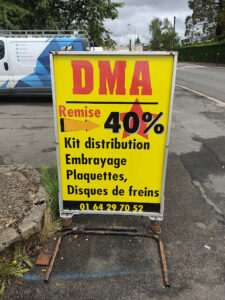 DMA
Remise
40%
Kit distribution
Embrayage
Plaquettes,
Disques de freins
01 64 29 70 52